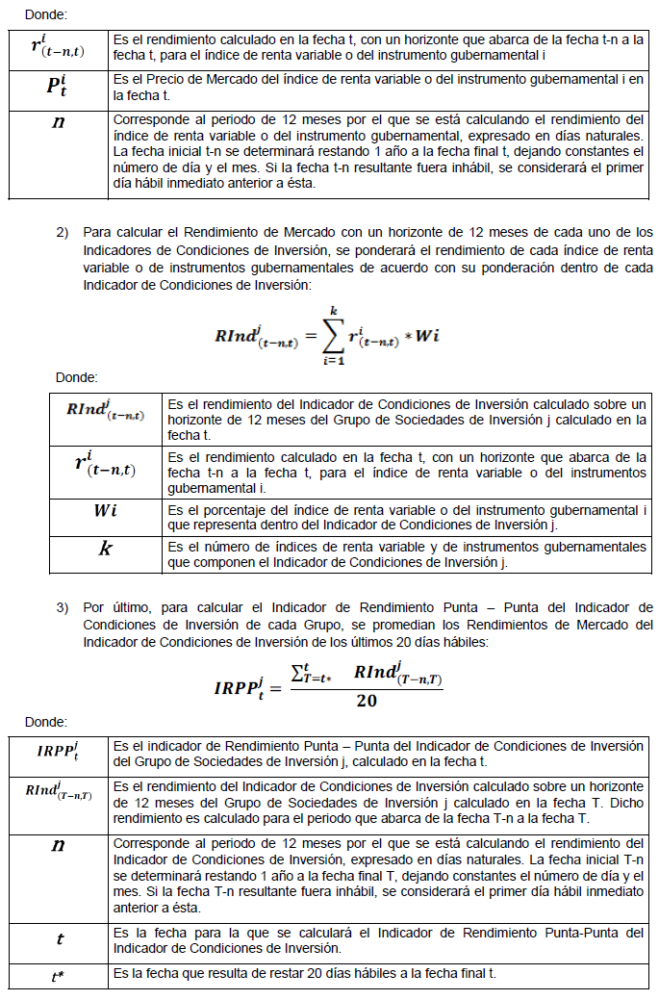 Donde:
r^i_(t−n,t)
Es el rendimiento calculado en la fecha t, con un horizonte que abarca de la fecha t-n a la
fecha t, para el índice de renta variable o del instrumento gubernamental i
P^i_t
Es el Precio de Mercado del índice de renta variable o del instrumento gubernamental i en
la fecha t.
n
Corresponde al periodo de 12 meses por el que se está calculando el rendimiento del
índice de renta variable o del instrumento gubernamental, expresado en días naturales.
La fecha inicial t-n se determinará restando 1 año a la fecha final t, dejando constantes el
número de día y el mes. Si la fecha t-n resultante fuera inhábil, se considerará el primer
día hábil inmediato anterior a ésta.
2) Para calcular el Rendimiento de Mercado con un horizonte de 12 meses de cada uno de los
Indicadores de Condiciones de Inversión, se ponderará el rendimiento de cada índice de renta
variable o de instrumentos gubernamentales de acuerdo con su ponderación dentro de cada
Indicador de Condiciones de Inversión:
RInd^j_(t−n,t) = ∑_{i=1}^{k} r^i_(t−n,t) * Wi
Donde:
RInd^j_(t−n,t)
Es el rendimiento del Indicador de Condiciones de Inversión calculado sobre un
horizonte de 12 meses del Grupo de Sociedades de Inversión j calculado en la
fecha t.
r^i_(t−n,t)
Es el rendimiento calculado en la fecha t, con un horizonte que abarca de la
fecha t-n a la fecha t, para el índice de renta variable o del instrumentos
gubernamental i.
Wi
Es el porcentaje del índice de renta variable o del instrumento gubernamental i
que representa dentro del Indicador de Condiciones de Inversión j.
k
Es el número de índices de renta variable y de instrumentos gubernamentales
que componen el Indicador de Condiciones de Inversión j.
3) Por último, para calcular el Indicador de Rendimiento Punta – Punta del Indicador de
Condiciones de Inversión de cada Grupo, se promedian los Rendimientos de Mercado del
Indicador de Condiciones de Inversión de los últimos 20 días hábiles:
IRPP^j_t = ∑^t_{T=t*} RInd^j_(T−n,T) / 20
Donde:
IRPP^j_t
Es el indicador de Rendimiento Punta – Punta del Indicador de Condiciones de Inversión
del Grupo de Sociedades de Inversión j, calculado en la fecha t.
RInd^j_(T−n,T)
Es el rendimiento del Indicador de Condiciones de Inversión calculado sobre un horizonte
de 12 meses del Grupo de Sociedades de Inversión j calculado en la fecha T. Dicho
rendimiento es calculado para el periodo que abarca de la fecha T-n a la fecha T.
n
Corresponde al periodo de 12 meses por el que se está calculando el rendimiento del
Indicador de Condiciones de Inversión, expresado en días naturales. La fecha inicial T-n
se determinará restando 1 año a la fecha final T, dejando constantes el número de día y el
mes. Si la fecha T-n resultante fuera inhábil, se considerará el primer día hábil inmediato
anterior a ésta.
t
Es la fecha para la que se calculará el Indicador de Rendimiento Punta-Punta del
Indicador de Condiciones de Inversión.
t*
Es la fecha que resulta de restar 20 días hábiles a la fecha final t.